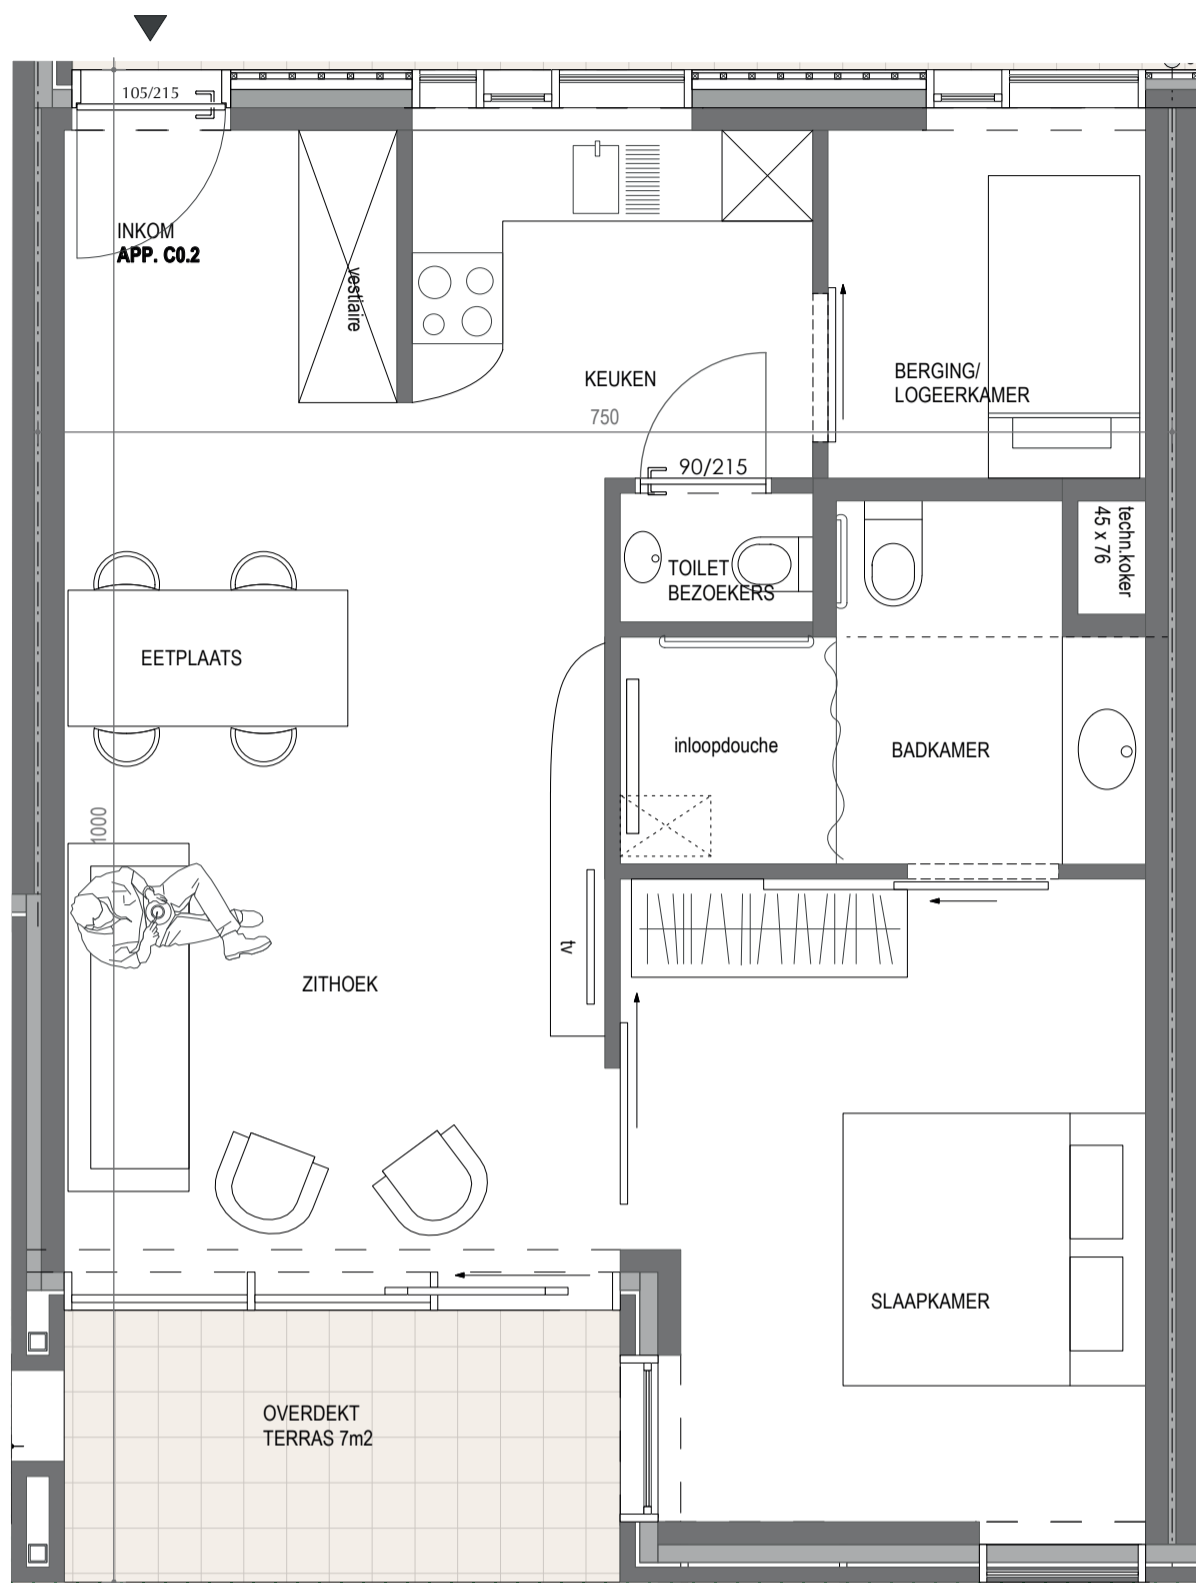 105/215
INKOM
APP. C0.2
vestiaire
KEUKEN
750
BERGING/
LOGEERKAMER
90/215
TOILET
BEZOEKERS
techn.koker
45 x 76
EETPLAATS
inloopdouche
BADKAMER
1000
tv
ZITHOEK
SLAAPKAMER
OVERDEKT
TERRAS 7m2